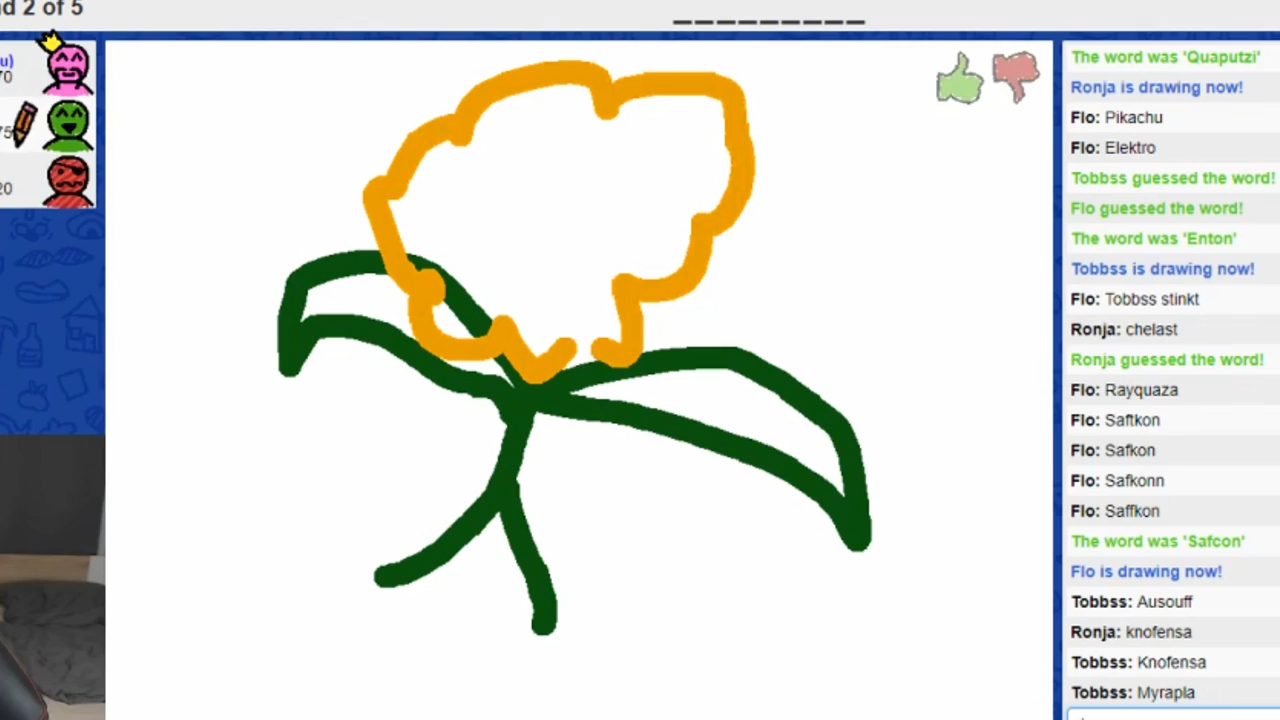 nd 2 of 5
_________
u)
70
75
20
The word was 'Quaputzi'
Ronja is drawing now!
Flo: Pikachu
Flo: Elektro
Tobbss guessed the word!
Flo guessed the word!
The word was 'Enton'
Tobbss is drawing now!
Flo: Tobbss stinkt
Ronja: chelast
Ronja guessed the word!
Flo: Rayquaza
Flo: Saftkon
Flo: Safkon
Flo: Safkonn
Flo: Saffkon
The word was 'Safcon'
Flo is drawing now!
Tobbss: Ausouff
Ronja: knofensa
Tobbss: Knofensa
Tobbss: Myrapla